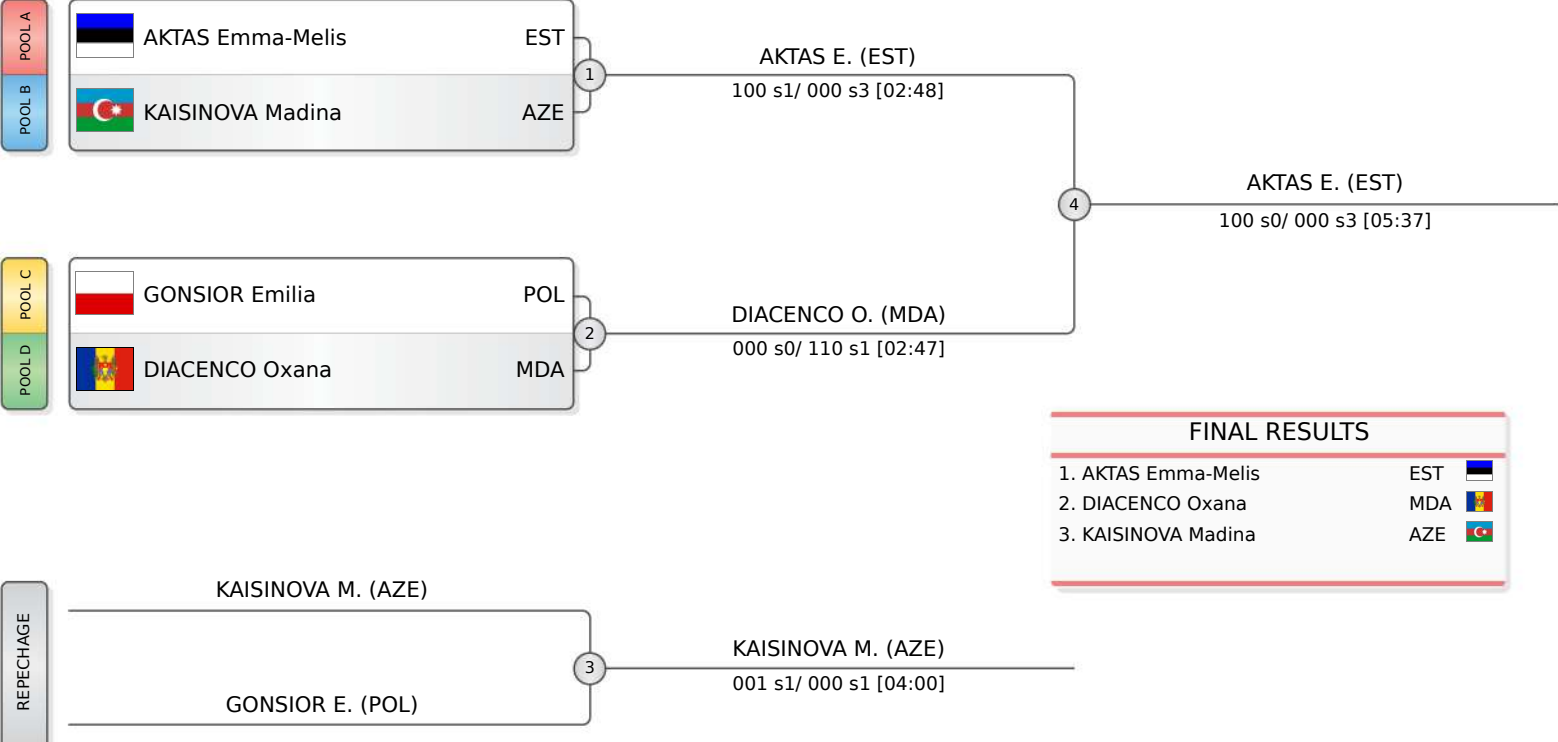 POOL A
AKTAS Emma-Melis EST
POOL B
KAISINOVA Madina AZE
1
AKTAS E. (EST)
100 s1/ 000 s3 [02:48]
4
AKTAS E. (EST)
100 s0/ 000 s3 [05:37]
POOL C
GONSIOR Emilia POL
POOL D
DIACENCO Oxana MDA
2
DIACENCO O. (MDA)
000 s0/ 110 s1 [02:47]
FINAL RESULTS
1. AKTAS Emma-Melis EST
2. DIACENCO Oxana MDA
3. KAISINOVA Madina AZE
REPECHAGE
KAISINOVA M. (AZE)
GONSIOR E. (POL)
3
KAISINOVA M. (AZE)
001 s1/ 000 s1 [04:00]